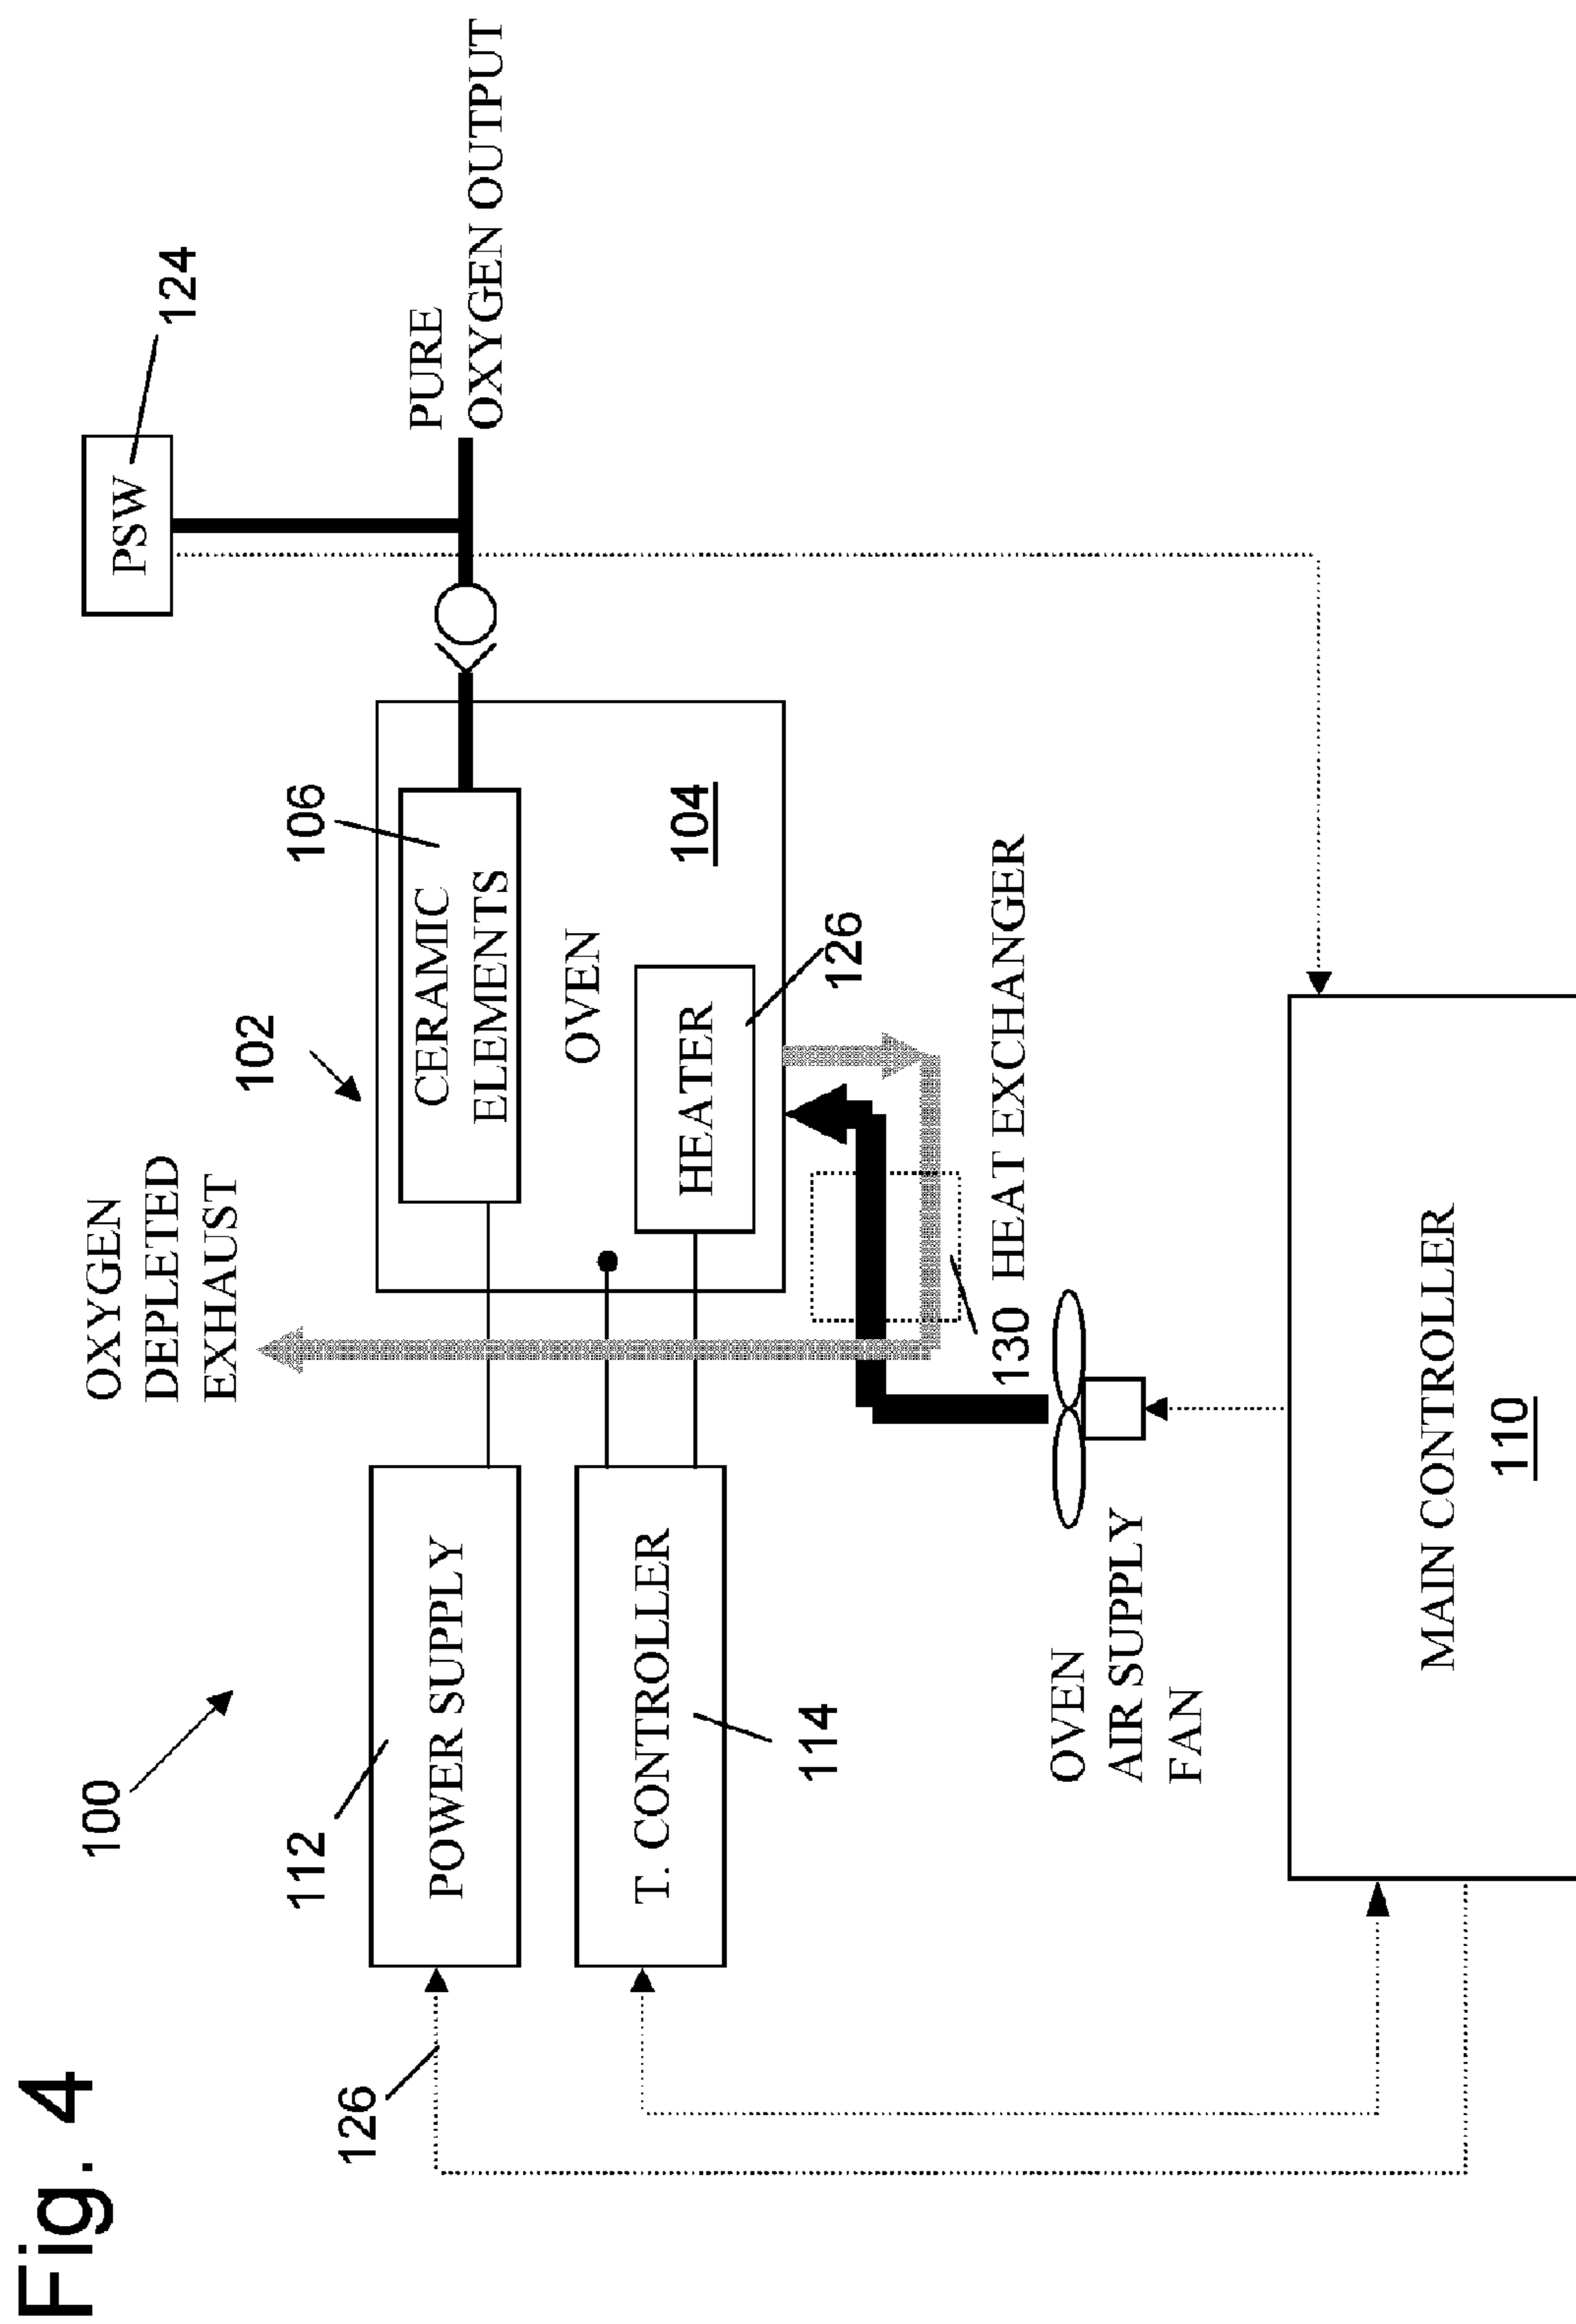 Fig. 4
100
OXYGEN
DEPLETED
EXHAUST
102
106
PSW
124
126
112
POWER SUPPLY
CERAMIC
ELEMENTS
PURE
OXYGEN OUTPUT
OVEN
104
T. CONTROLLER
HEATER
114
126
130 HEAT EXCHANGER
OVEN
AIR SUPPLY
FAN
MAIN CONTROLLER
110